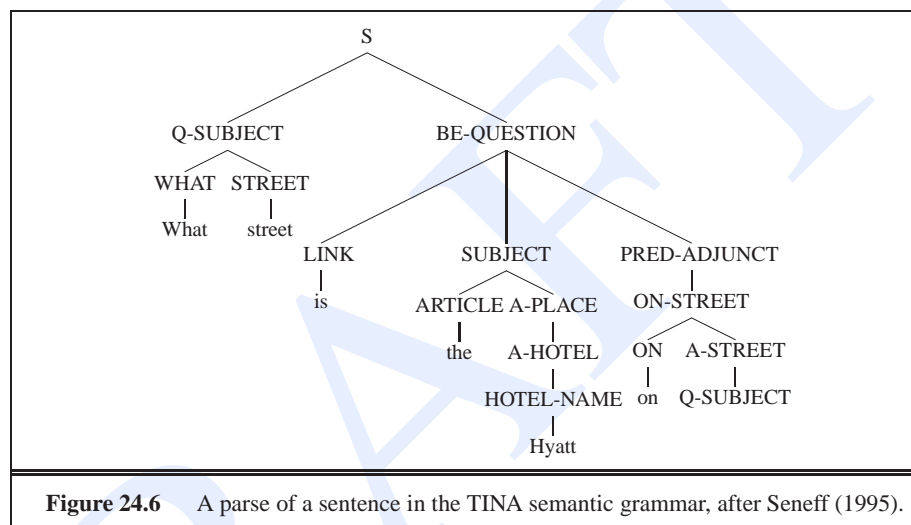 S
Q-SUBJECT BE-QUESTION
WHAT STREET
What street
LINK SUBJECT PRED-ADJUNCT
is ARTICLE A-PLACE ON-STREET
the A-HOTEL ON A-STREET
HOTEL-NAME on Q-SUBJECT
Hyatt
Figure 24.6 A parse of a sentence in the TINA semantic grammar, after Seneff (1995).